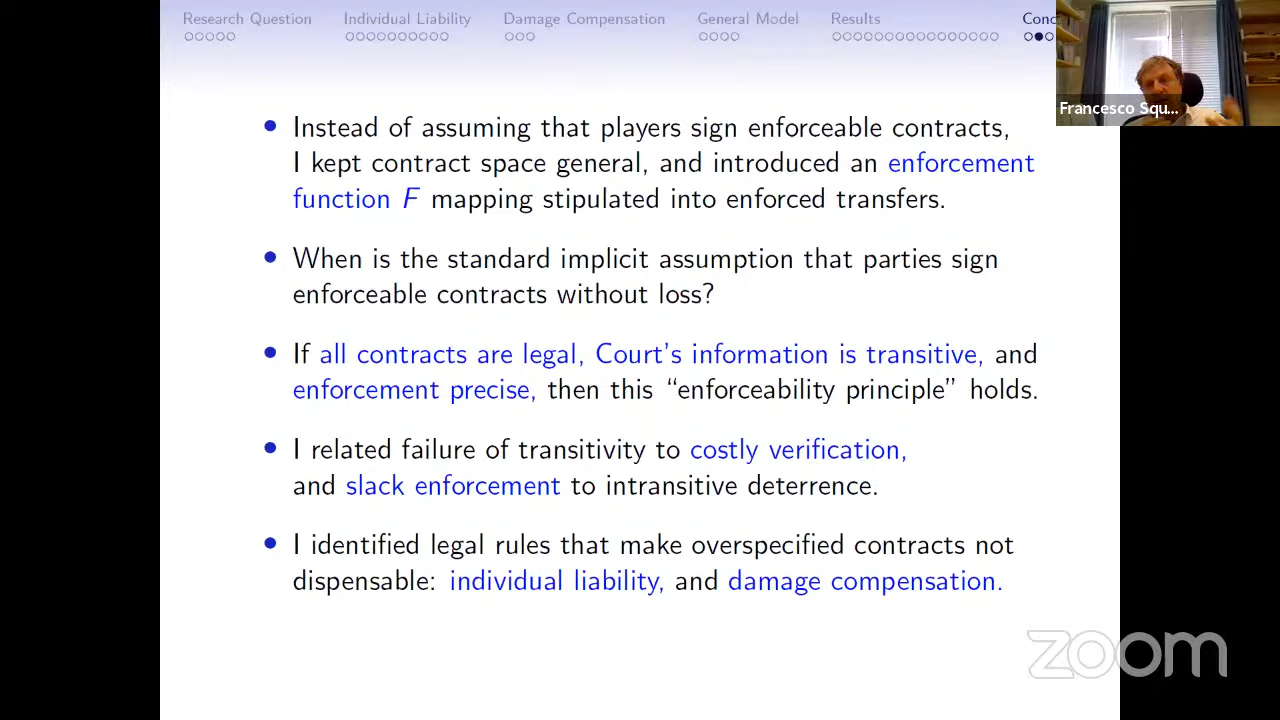 Research Question Individual Liability Damage Compensation General Model Results Conc
Francesco Squ...
Instead of assuming that players sign enforceable contracts,
I kept contract space general, and introduced an enforcement
function F mapping stipulated into enforced transfers.
When is the standard implicit assumption that parties sign
enforceable contracts without loss?
If all contracts are legal, Court's information is transitive, and
enforcement precise, then this “enforceability principle” holds.
I related failure of transitivity to costly verification,
and slack enforcement to intransitive deterrence.
I identified legal rules that make overspecified contracts not
dispensable: individual liability, and damage compensation.
zoom